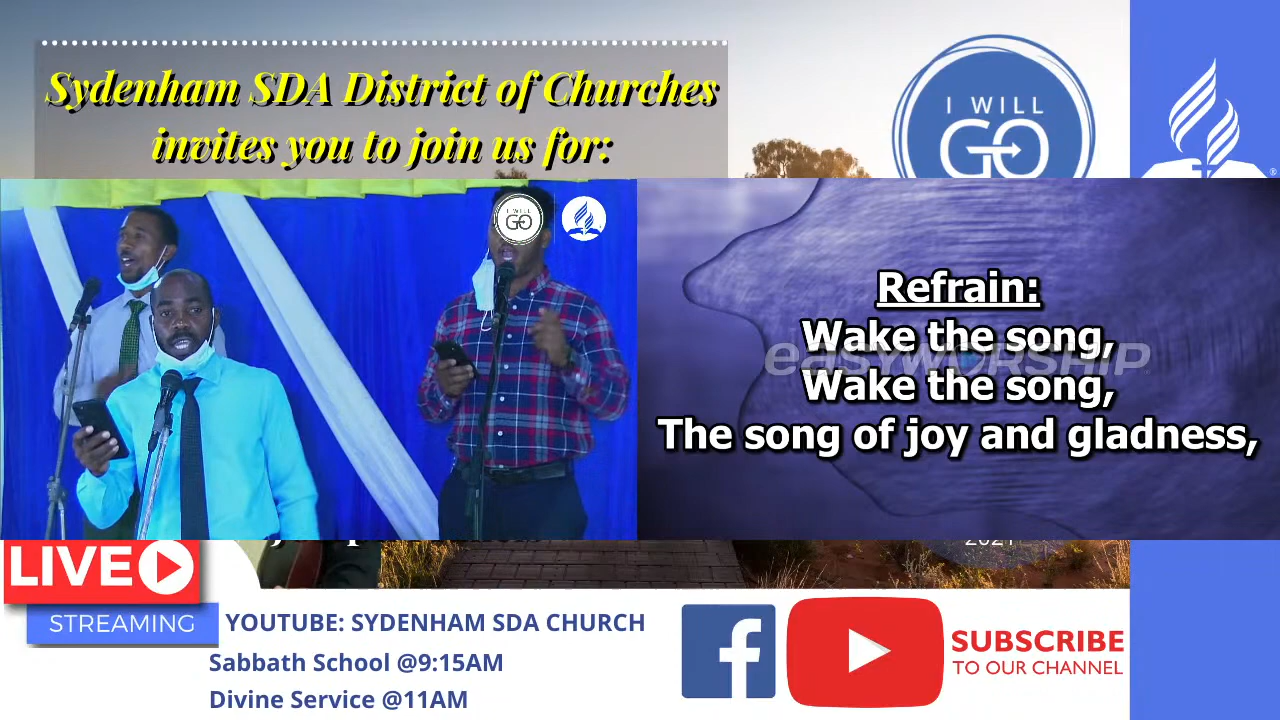 Sydenham SDA District of Churches
invites you to join us for:
I WILL
GO
®
I WILL
GO
Refrain:
Wake the song,
easyworship
Wake the song,
The song of joy and gladness,
2021
LIVE
STREAMING
YOUTUBE: SYDENHAM SDA CHURCH
Sabbath School @9:15AM
Divine Service @11AM
f
SUBSCRIBE
TO OUR CHANNEL